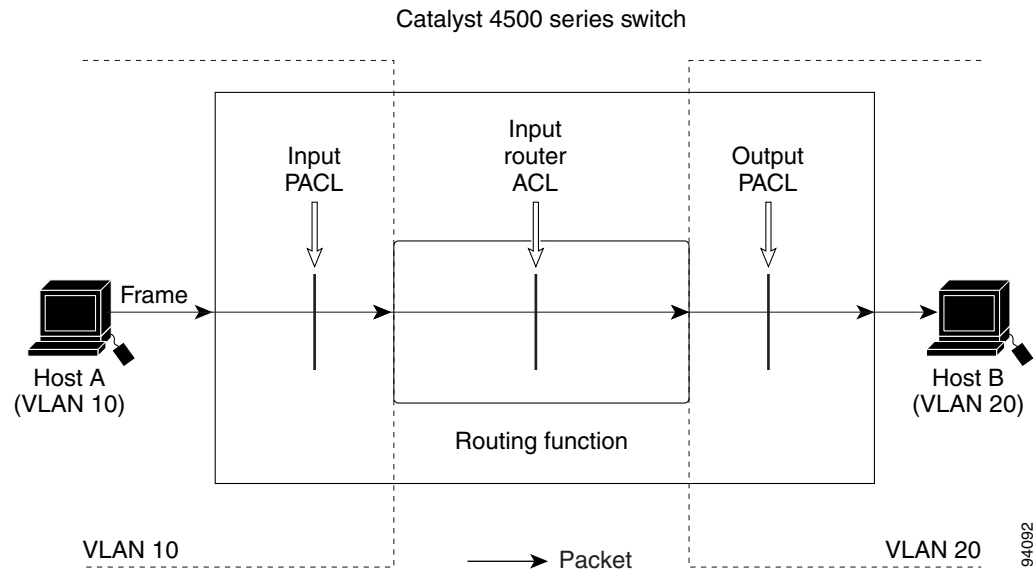 Catalyst 4500 series switch
Input
PACL
Input
router
ACL
Output
PACL
Frame
Host A
(VLAN 10)
Host B
(VLAN 20)
Routing function
VLAN 10
Packet
VLAN 20
94092